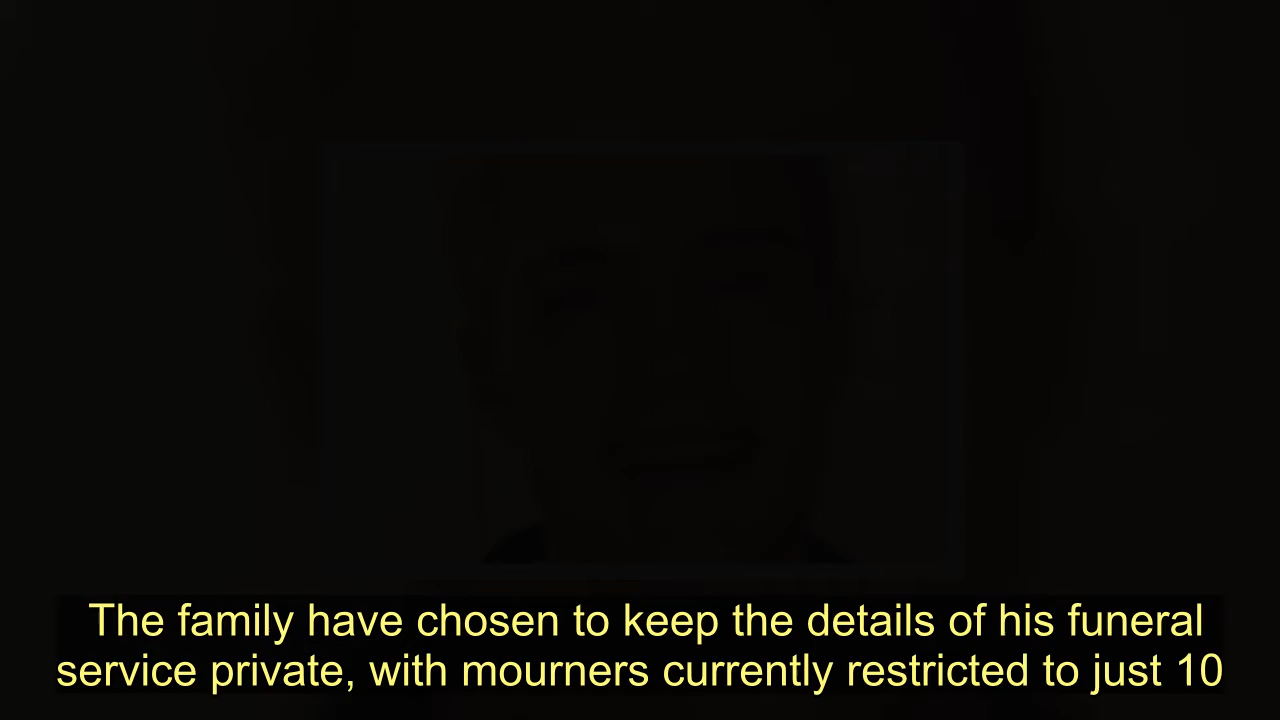 The family have chosen to keep the details of his funeral
service private, with mourners currently restricted to just 10